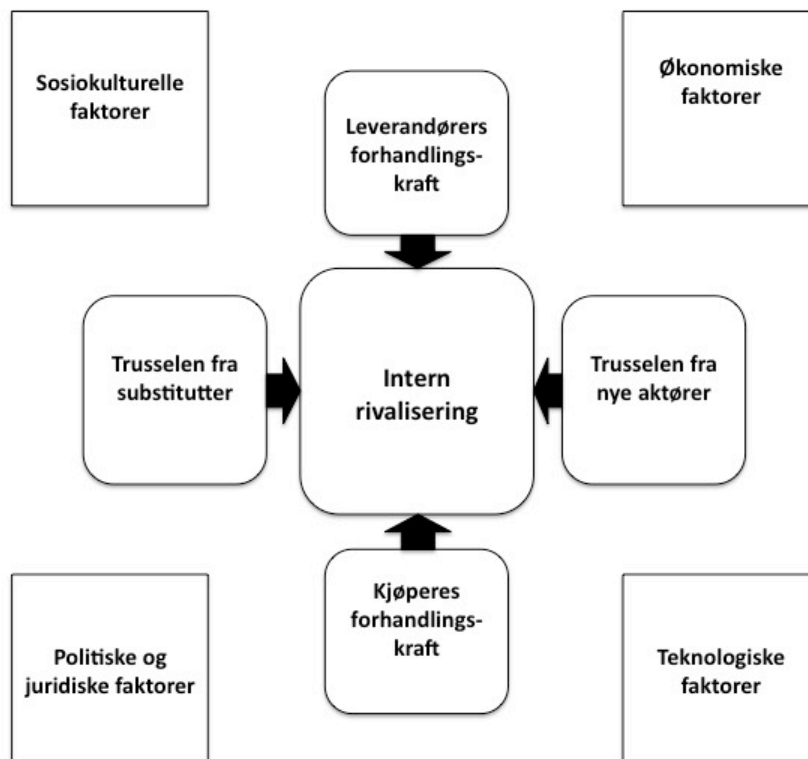 Sosiokulturelle
faktorer
Økonomiske
faktorer
Leverandørers
forhandlings-
kraft
Trusselen fra
substitutter
Intern
rivalisering
Trusselen fra
nye aktører
Kjøperes
forhandlings-
kraft
Politiske og
juridiske faktorer
Teknologiske
faktorer